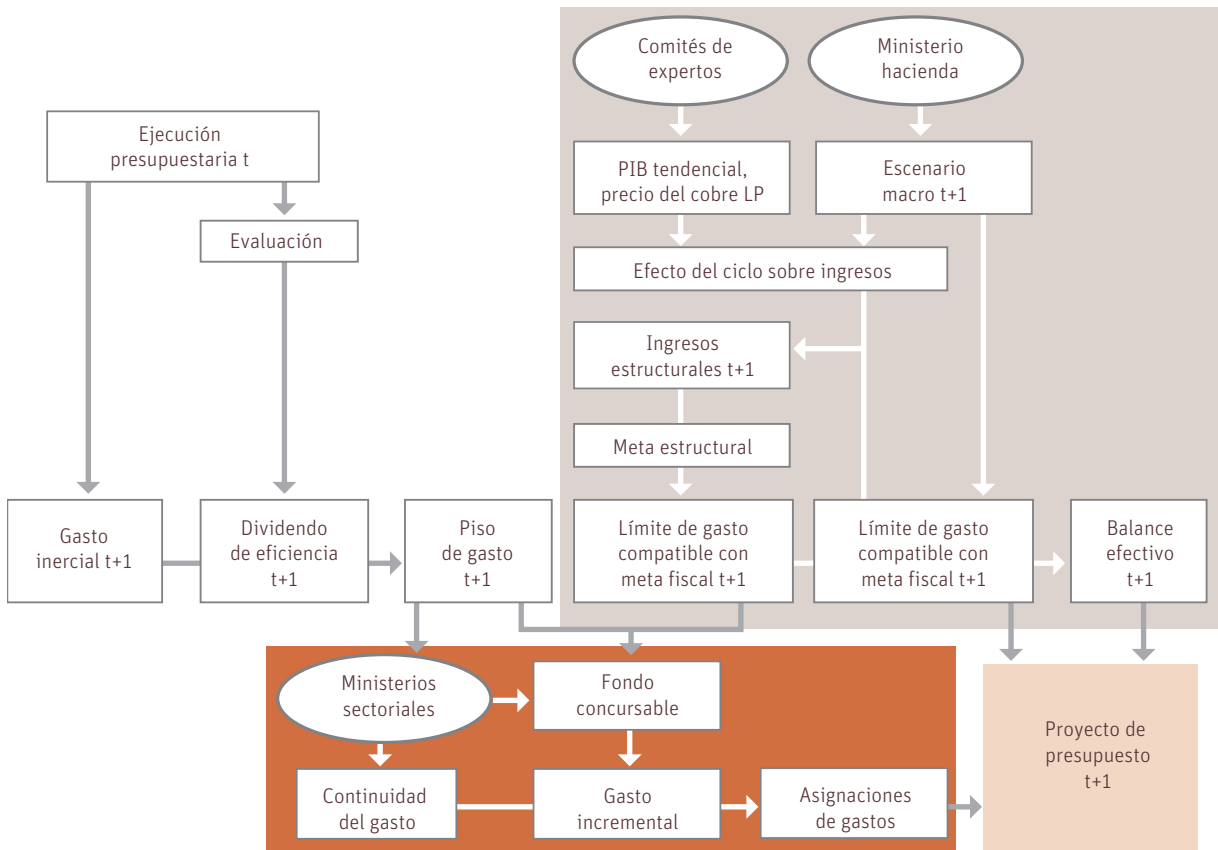 Comités de
expertos
Ministerio
hacienda
Ejecución
presupuestaria t
PIB tendencial,
precio del cobre LP
Escenario
macro t+1
Evaluación
Efecto del ciclo sobre ingresos
Ingresos
estructurales t+1
Meta estructural
Gasto
inercial t+1
Dividendo
de eficiencia
t+1
Piso
de gasto
t+1
Límite de gasto
compatible con
meta fiscal t+1
Límite de gasto
compatible con
meta fiscal t+1
Balance
efectivo
t+1
Ministerios
sectoriales
Fondo
concursable
Proyecto de
presupuesto
t+1
Continuidad
del gasto
Gasto
incremental
Asignaciones
de gastos